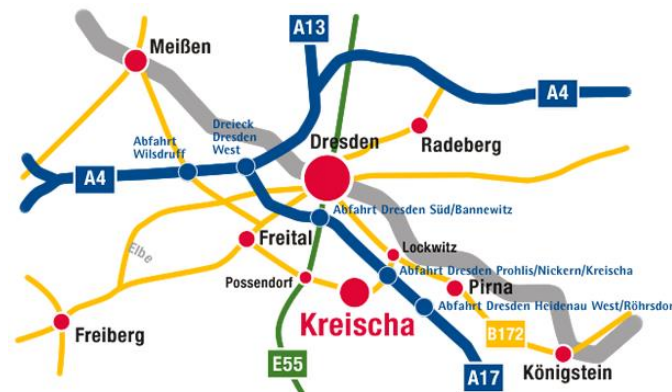 A13
Meißen
A4
Dreieck
Dresden
West
Abfahrt
Wilsdruff
Dresden
Radeberg
A4
Abfahrt Dresden Süd/Bannewitz
Freital
Elbe
Lockwitz
Abfahrt Dresden Prohlis/Nickern/Kreischa
Possendorf
Pirna
Kreischa
Abfahrt Dresden Heidenau West/Röhrsdorf
Freiberg
B172
E55
A17
Königstein